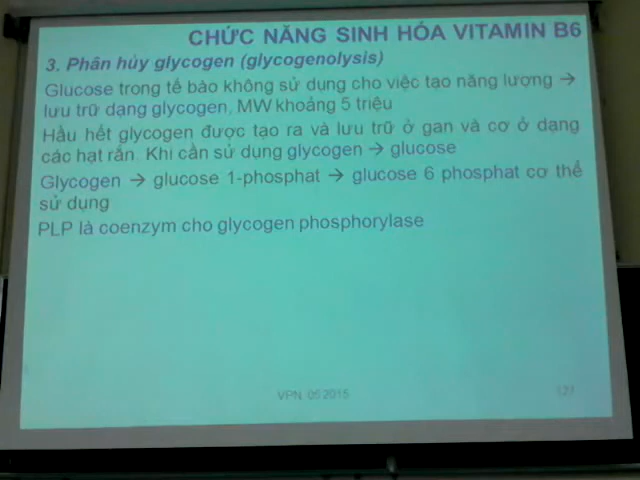 CHỨC NĂNG SINH HÓA VITAMIN B6
3. Phân hủy glycogen (glycogenolysis)
Glucose trong tế bào không sử dụng cho việc tạo năng lượng →
lưu trữ dạng glycogen, MW khoảng 5 triệu
Hầu hết glycogen được tạo ra và lưu trữ ở gan và cơ ở dạng
các hạt rắn. Khi cần sử dụng glycogen → glucose
Glycogen → glucose 1-phosphat → glucose 6 phosphat cơ thể
sử dụng
PLP là coenzym cho glycogen phosphorylase
VPN, 05 2015